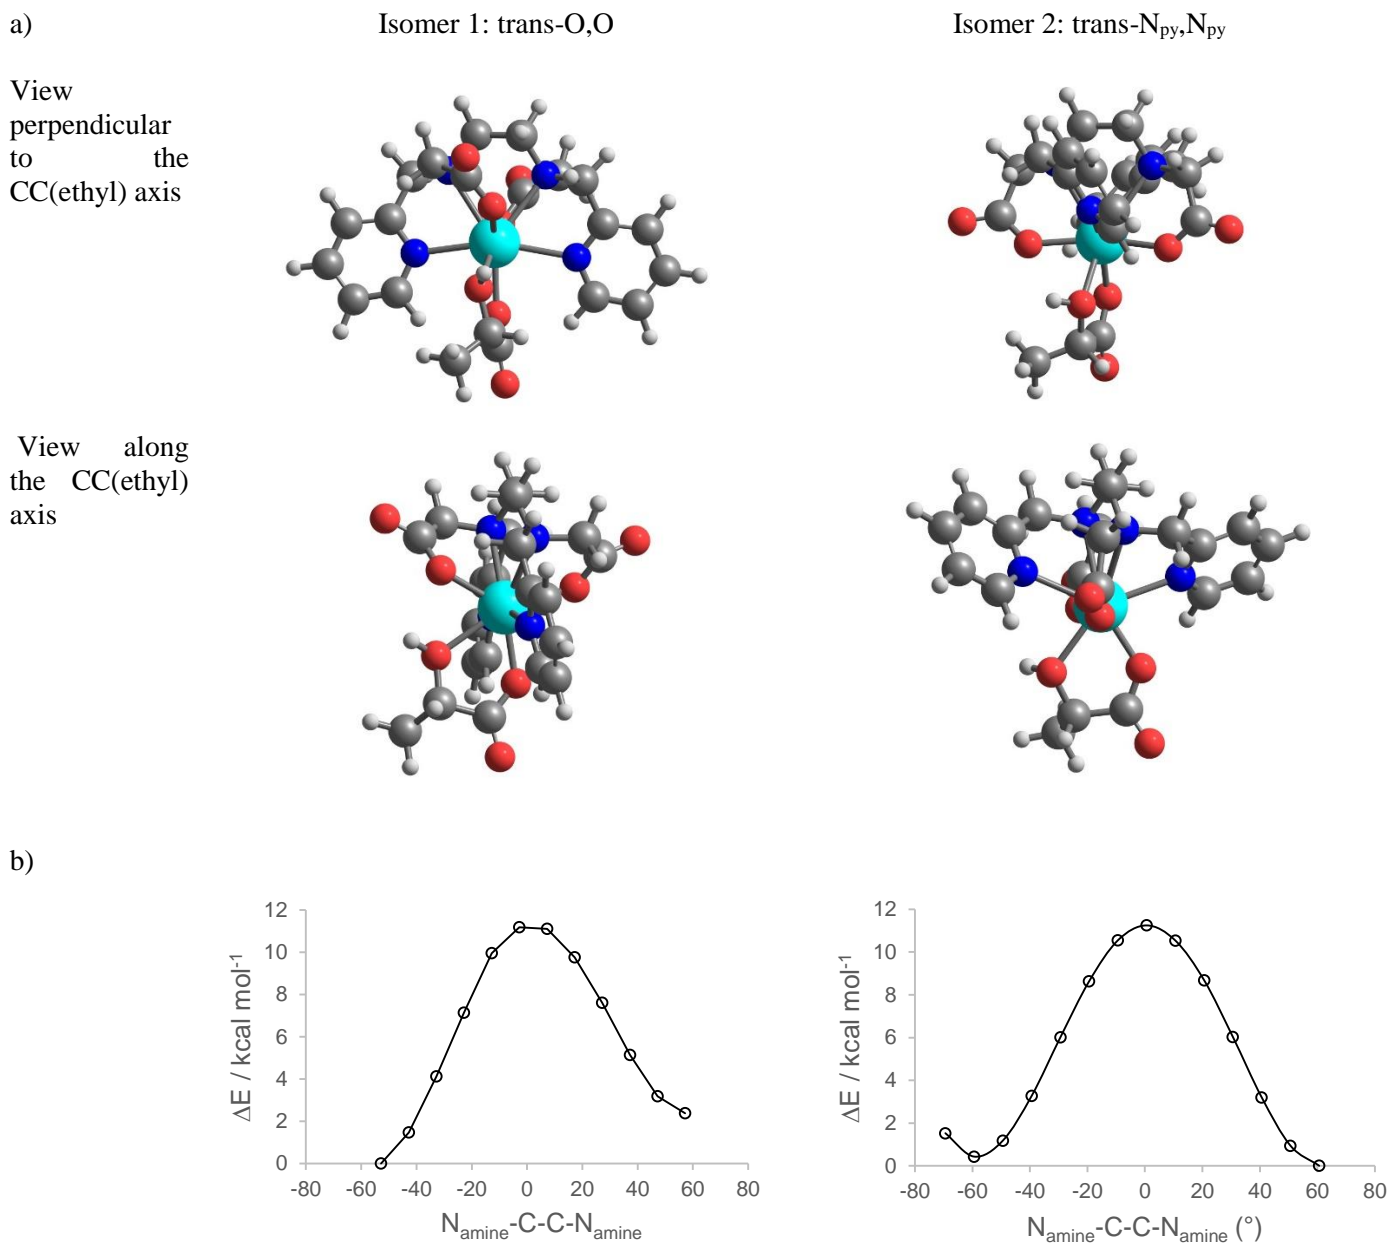 a)
Isomer 1: trans-O,O
Isomer 2: trans-Npy,Npy
View
perpendicular
to the
CC(ethyl) axis
View along
the CC(ethyl)
axis
b)
12
10
8
6
4
2
0
ΔE / kcal mol-1
-80 -60 -40 -20 0 20 40 60 80
Namine-C-C-Namine
12
10
8
6
4
2
0
ΔE / kcal mol-1
-80 -60 -40 -20 0 20 40 60 80
Namine-C-C-Namine (°)